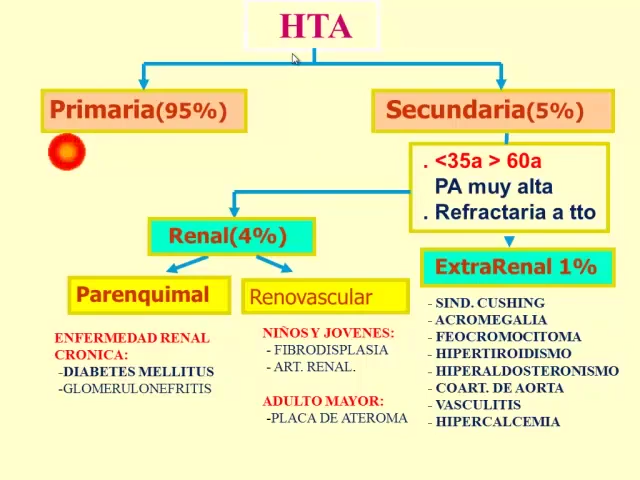 HTA
Primaria(95%)
Secundaria(5%)
. <35a > 60a
PA muy alta
. Refractaria a tto
Renal(4%)
ExtraRenal 1%
Parenquimal
Renovascular
ENFERMEDAD RENAL
CRONICA:
-DIABETES MELLITUS
-GLOMERULONEFRITIS
NIÑOS Y JOVENES:
- FIBRODISPLASIA
- ART. RENAL.
ADULTO MAYOR:
-PLACA DE ATEROMA
- SIND. CUSHING
- ACROMEGALIA
- FEOCROMOCITOMA
- HIPERTIROIDISMO
- HIPERALDOSTERONISMO
- COART. DE AORTA
- VASCULITIS
- HIPERCALCEMIA